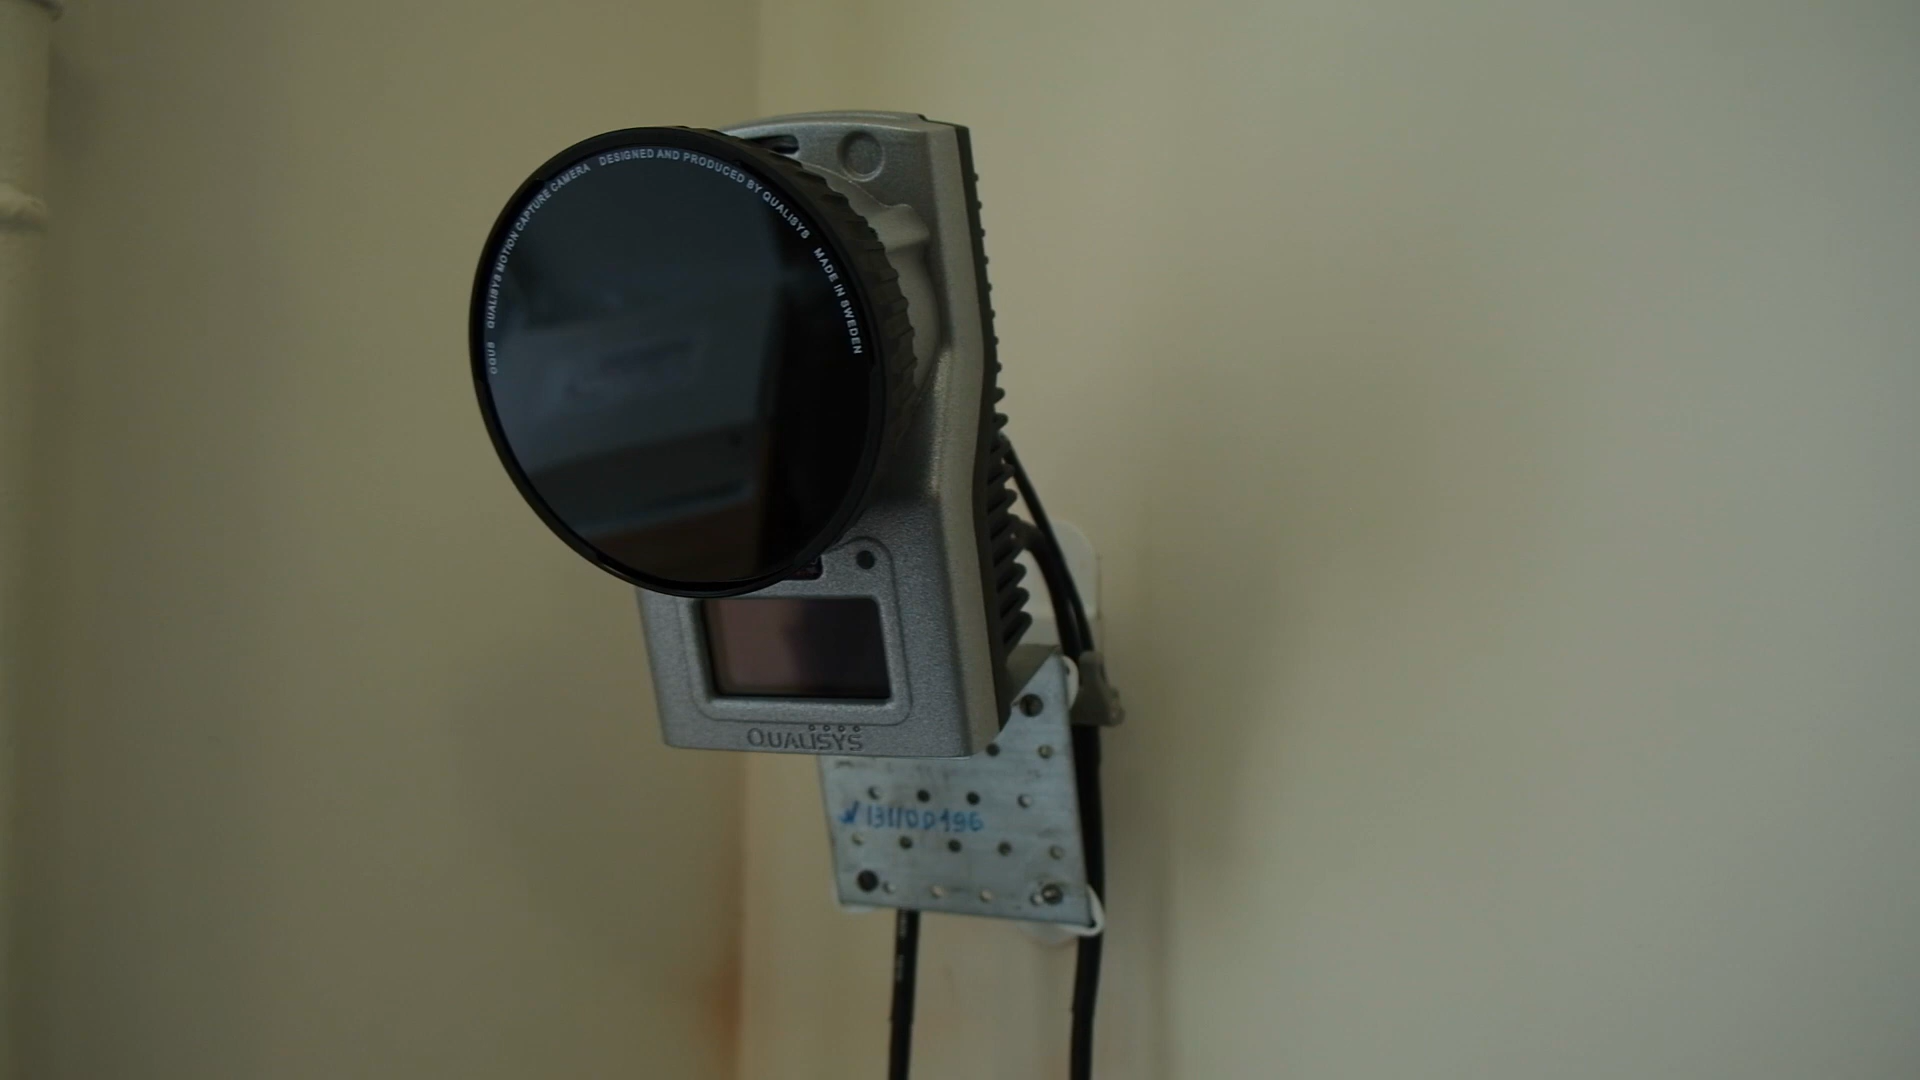 OQUS QUALISYS MOTION CAPTURE CAMERA DESIGNED AND PRODUCED BY QUALISYS MADE IN SWEDEN
QUALISYS
131100496